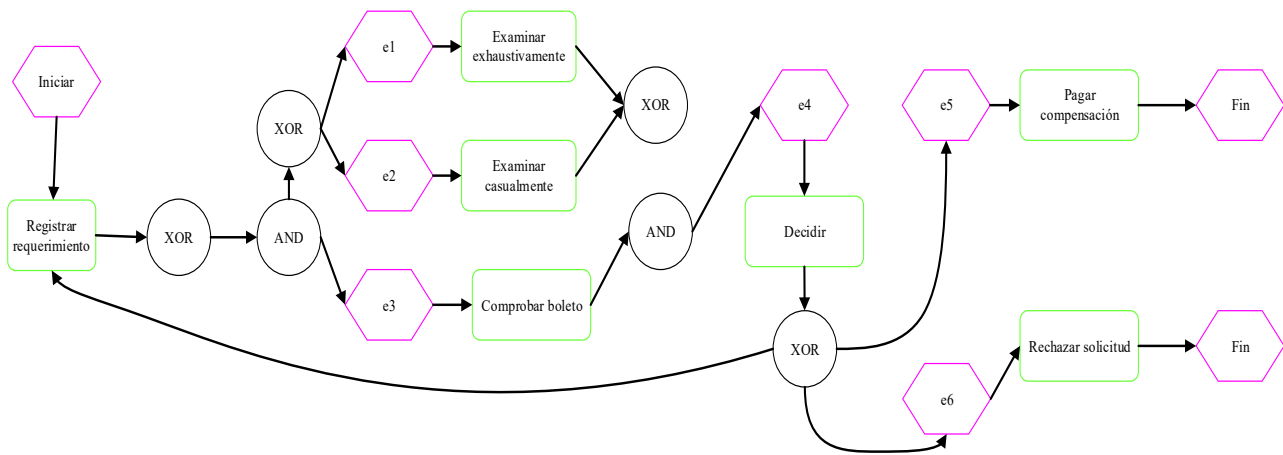 Iniciar
Registrar
requerimiento
XOR
AND
XOR
e1
Examinar
exhaustivamente
e2
Examinar
casualmente
XOR
e3
Comprobar boleto
AND
e4
Decidir
XOR
e5
Pagar
compensación
Fin
e6
Rechazar solicitud
Fin